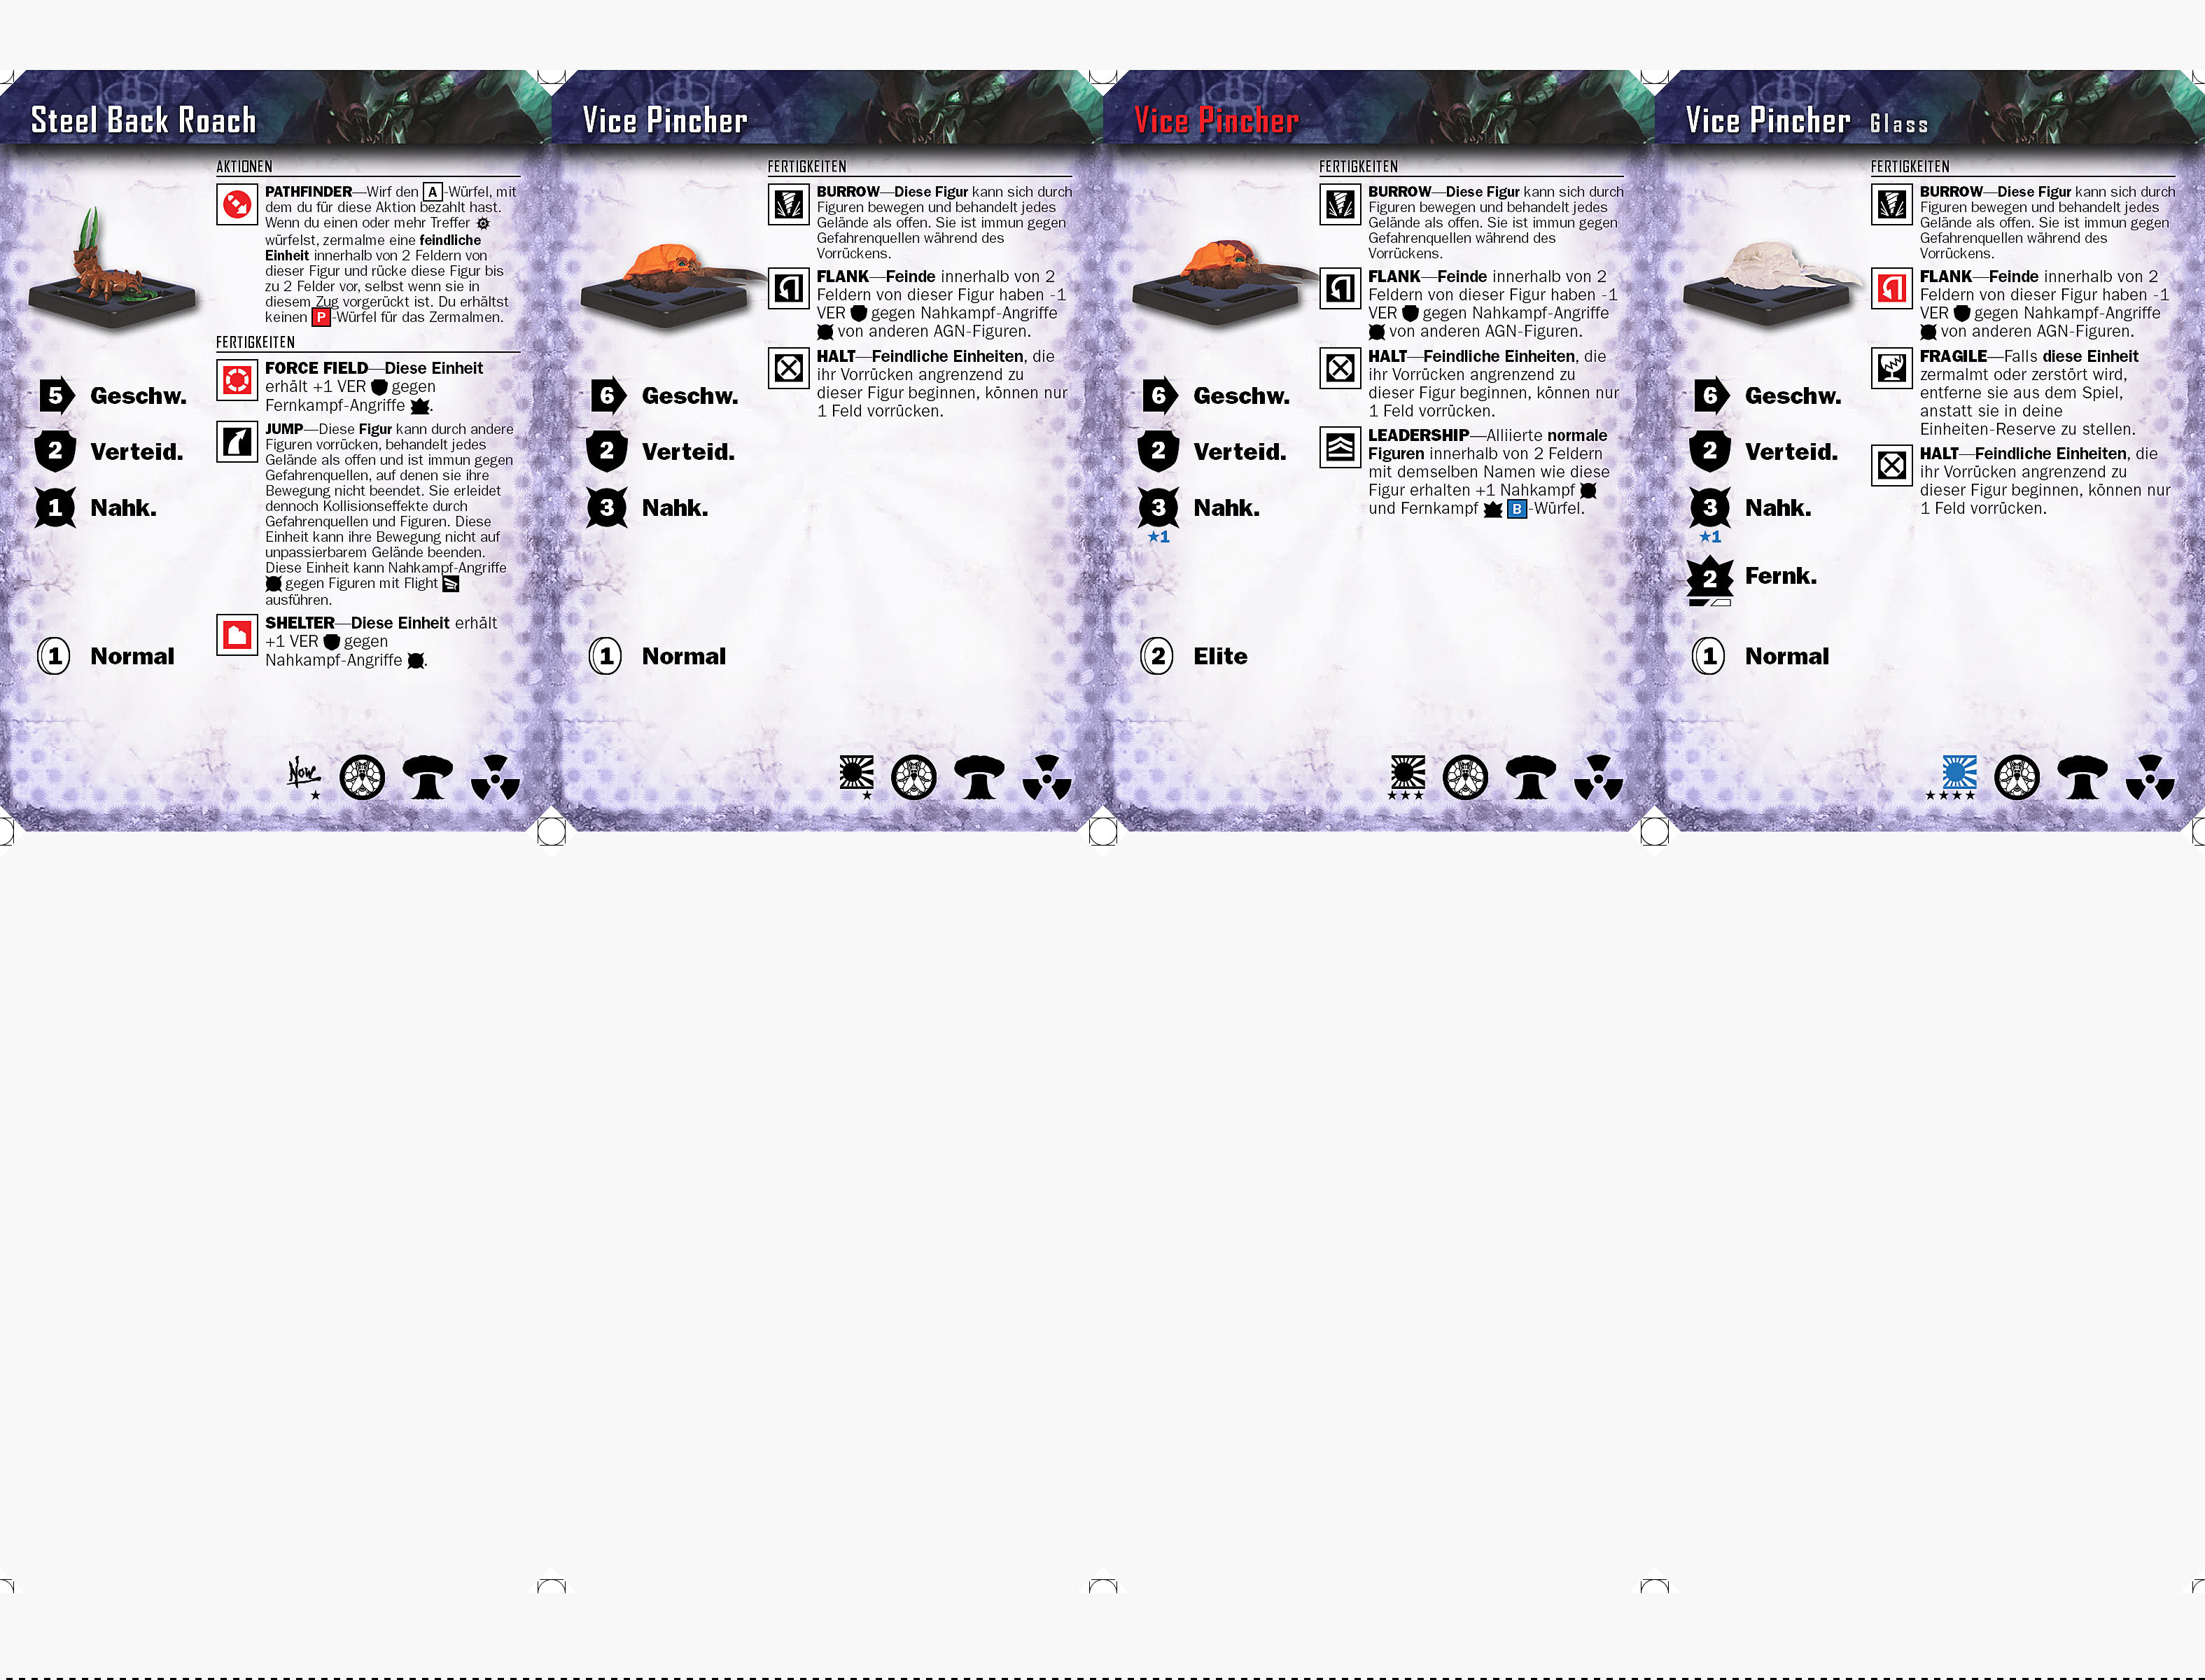 Steel Back Roach
AKTIONEN
PATHFINDER—Wirf den A-Würfel, mit
dem du für diese Aktion bezahlt hast.
Wenn du einen oder mehr Treffer
würfelst, zermalme eine feindliche
Einheit innerhalb von 2 Feldern von
dieser Figur und rücke diese Figur bis
zu 2 Felder vor, selbst wenn sie in
diesem Zug vorgerückt ist. Du erhältst
keinen P-Würfel für das Zermalmen.
FERTIGKEITEN
FORCE FIELD—Diese Einheit
erhält +1 VER gegen
Fernkampf-Angriffe .
JUMP—Diese Figur kann durch andere
Figuren vorrücken, behandelt jedes
Gelände als offen und ist immun gegen
Gefahrenquellen, auf denen sie ihre
Bewegung nicht beendet. Sie erleidet
dennoch Kollisionseffekte durch
Gefahrenquellen und Figuren. Diese
Einheit kann ihre Bewegung nicht auf
unpassierbarem Gelände beenden.
Diese Einheit kann Nahkampf-Angriffe
gegen Figuren mit Flight
ausführen.
SHELTER—Diese Einheit erhält
+1 VER gegen
Nahkampf-Angriffe .
5 Geschw.
2 Verteid.
1 Nahk.
1 Normal
Now
★
Vice Pincher
FERTIGKEITEN
BURROW—Diese Figur kann sich durch
Figuren bewegen und behandelt jedes
Gelände als offen. Sie ist immun gegen
Gefahrenquellen während des
Vorrückens.
FLANK—Feinde innerhalb von 2
Feldern von dieser Figur haben -1
VER gegen Nahkampf-Angriffe
von anderen AGN-Figuren.
HALT—Feindliche Einheiten, die
ihr Vorrücken angrenzend zu
dieser Figur beginnen, können nur
1 Feld vorrücken.
6 Geschw.
2 Verteid.
3 Nahk.
1 Normal
★
Vice Pincher
FERTIGKEITEN
BURROW—Diese Figur kann sich durch
Figuren bewegen und behandelt jedes
Gelände als offen. Sie ist immun gegen
Gefahrenquellen während des
Vorrückens.
FLANK—Feinde innerhalb von 2
Feldern von dieser Figur haben -1
VER gegen Nahkampf-Angriffe
von anderen AGN-Figuren.
HALT—Feindliche Einheiten, die
ihr Vorrücken angrenzend zu
dieser Figur beginnen, können nur
1 Feld vorrücken.
LEADERSHIP—Alliierte normale
Figuren innerhalb von 2 Feldern
mit demselben Namen wie diese
Figur erhalten +1 Nahkampf
und Fernkampf B-Würfel.
6 Geschw.
2 Verteid.
3 Nahk.
★1
2 Elite
★★★
Vice Pincher Glass
FERTIGKEITEN
BURROW—Diese Figur kann sich durch
Figuren bewegen und behandelt jedes
Gelände als offen. Sie ist immun gegen
Gefahrenquellen während des
Vorrückens.
FLANK—Feinde innerhalb von 2
Feldern von dieser Figur haben -1
VER gegen Nahkampf-Angriffe
von anderen AGN-Figuren.
FRAGILE—Falls diese Einheit
zermalmt oder zerstört wird,
entferne sie aus dem Spiel,
anstatt sie in deine
Einheiten-Reserve zu stellen.
HALT—Feindliche Einheiten, die
ihr Vorrücken angrenzend zu
dieser Figur beginnen, können nur
1 Feld vorrücken.
6 Geschw.
2 Verteid.
3 Nahk.
★1
2 Fernk.
1 Normal
★★★★